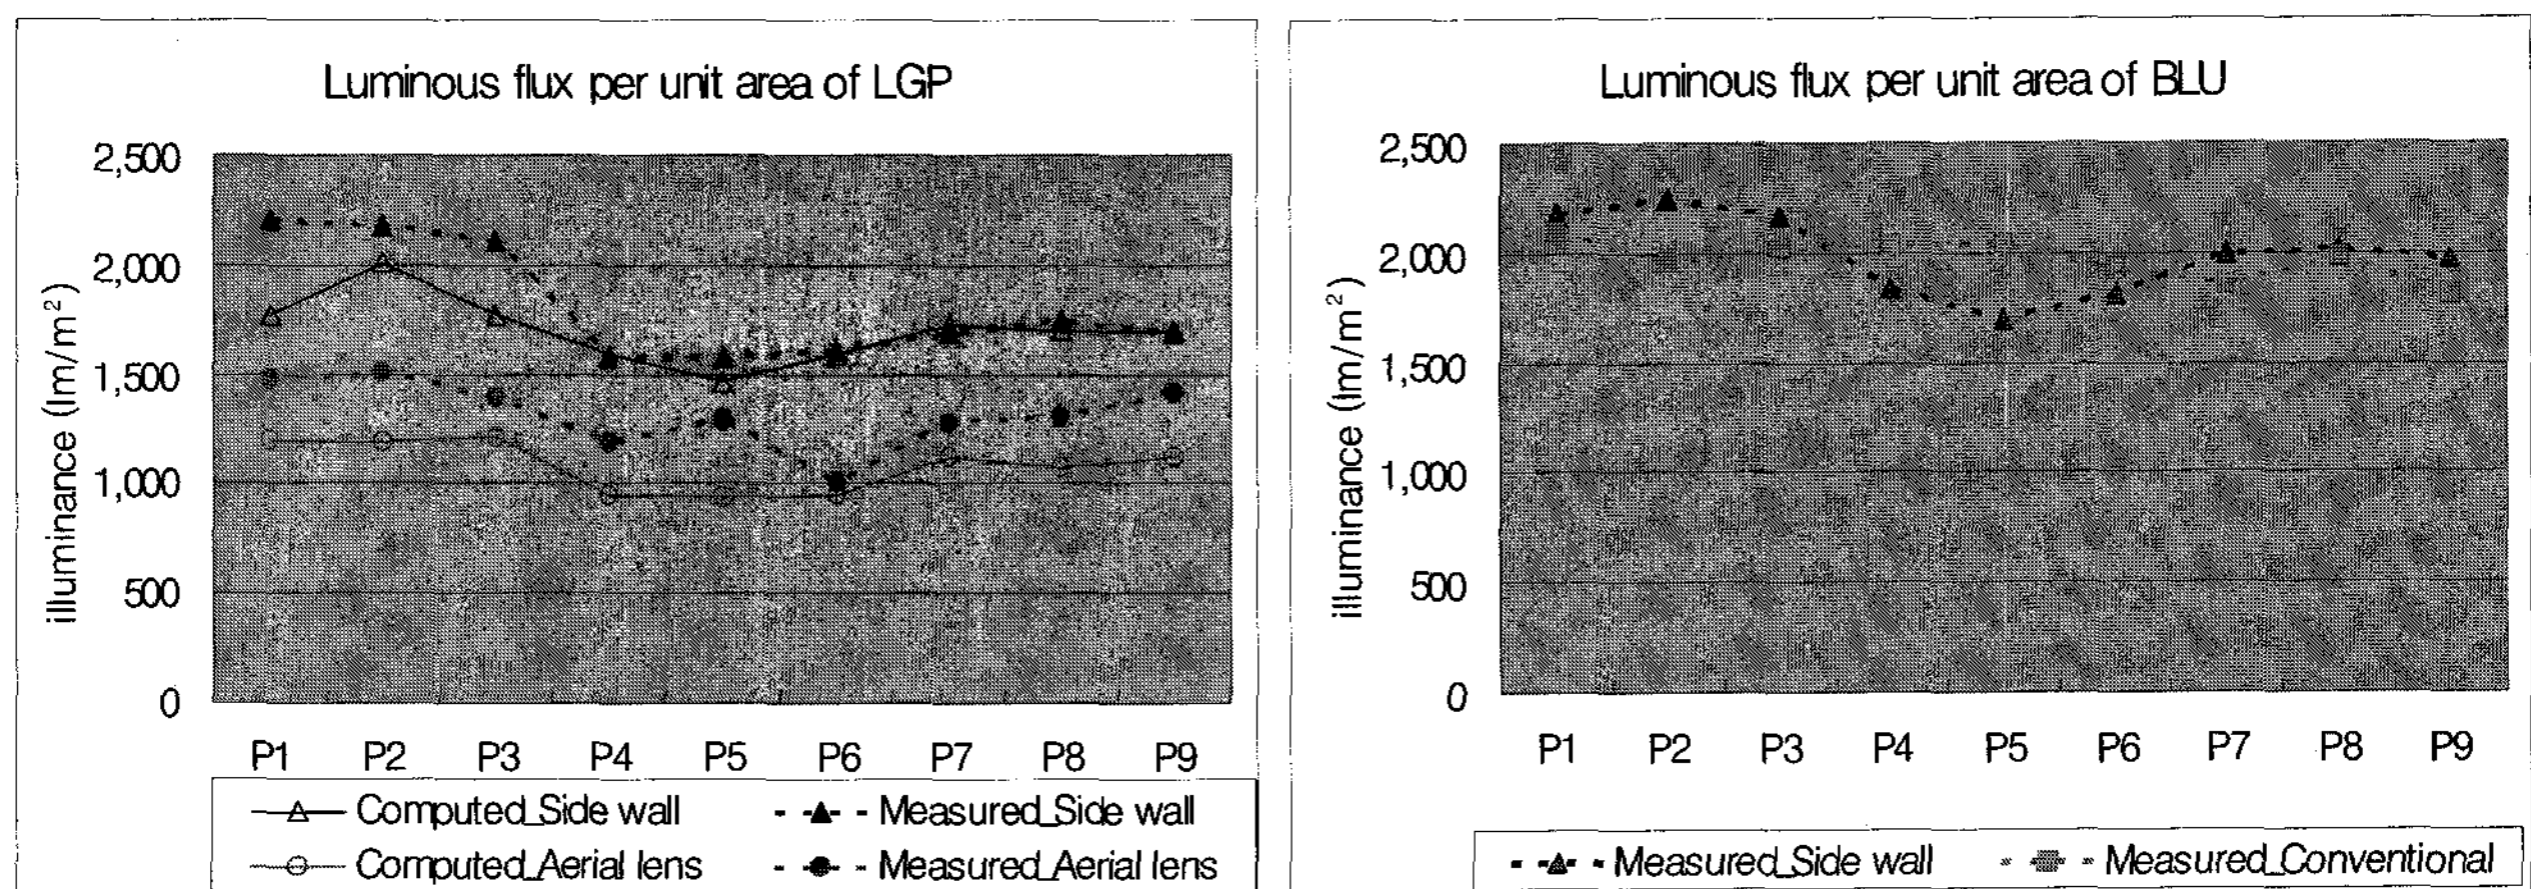 Luminous flux per unit area of LGP
2,500
2,000
1,500
1,000
500
0
illuminance (lm/m²)
P1 P2 P3 P4 P5 P6 P7 P8 P9
Computed_Side wall Measured_Side wall
Computed_Aerial lens Measured_Aerial lens
Luminous flux per unit area of BLU
2,500
2,000
1,500
1,000
500
0
illuminance (lm/m²)
P1 P2 P3 P4 P5 P6 P7 P8 P9
Measured_Side wall Measured_Conventional